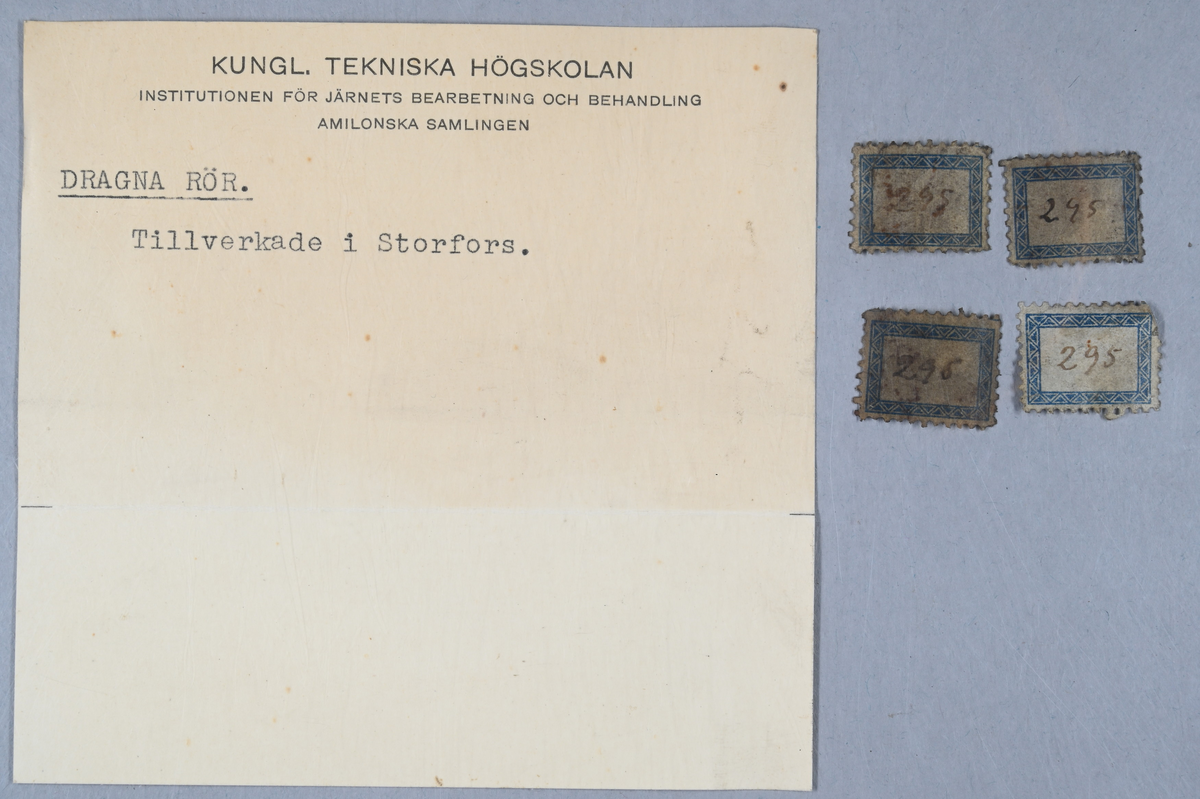 KUNGL. TEKNISKA HÖGSKOLAN
INSTITUTIONEN FÖR JÄRNETS BEARBETNING OCH BEHANDLING
AMILONSKA SAMLINGEN
DRAGNA RÖR.
Tillverkade i Storfors.
295
295
295
295